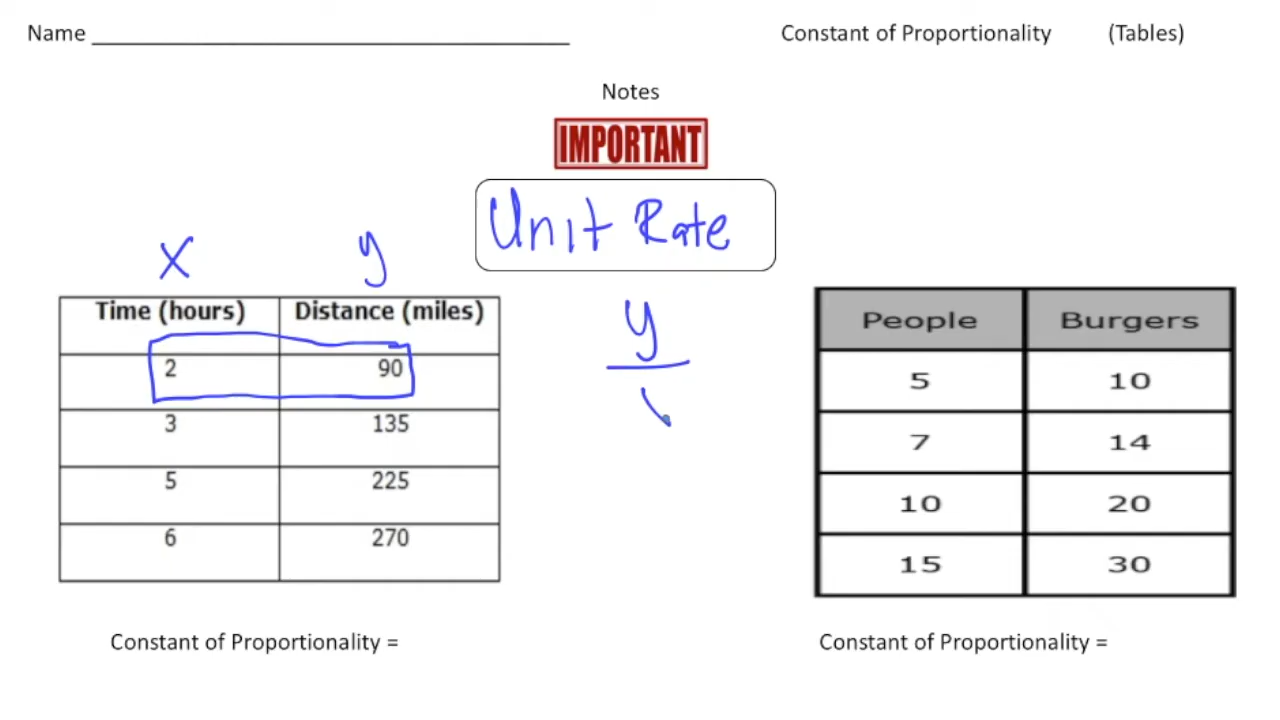 Name ____________________ Constant of Proportionality (Tables)
Notes
IMPORTANT
Unit Rate
x y
Time (hours) Distance (miles)
2 90
3 135
5 225
6 270
Constant of Proportionality =
y
People Burgers
5 10
7 14
10 20
15 30
Constant of Proportionality =